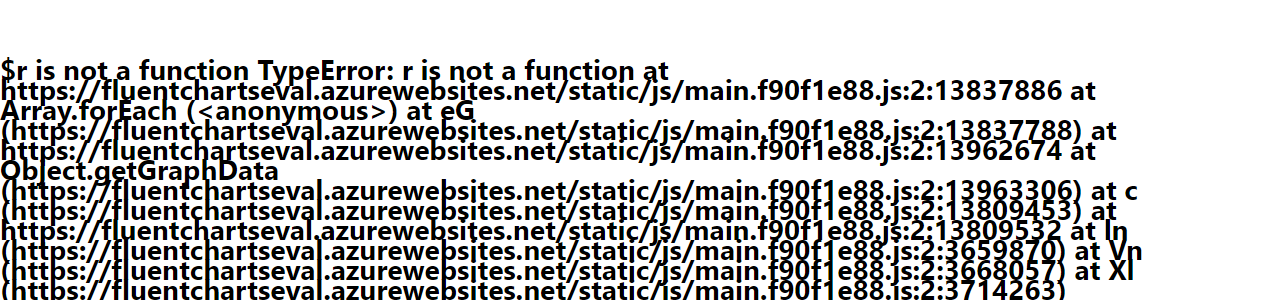 $r is not a function TypeError: r is not a function at
https://fluentchartseval.azurewebsites.net/static/js/main.f90f1e88.js:2:13837886 at
Array.forEach (<anonymous>) at eG
(https://fluentchartseval.azurewebsites.net/static/js/main.f90f1e88.js:2:13837788) at
https://fluentchartseval.azurewebsites.net/static/js/main.f90f1e88.js:2:13962674 at
Object.getGraphData
(https://fluentchartseval.azurewebsites.net/static/js/main.f90f1e88.js:2:13963306) at c
(https://fluentchartseval.azurewebsites.net/static/js/main.f90f1e88.js:2:13809453) at
https://fluentchartseval.azurewebsites.net/static/js/main.f90f1e88.js:2:13809532 at ln
(https://fluentchartseval.azurewebsites.net/static/js/main.f90f1e88.js:2:3659870) at Vn
(https://fluentchartseval.azurewebsites.net/static/js/main.f90f1e88.js:2:3668057) at Xl
(https://fluentchartseval.azurewebsites.net/static/js/main.f90f1e88.js:2:3714263)